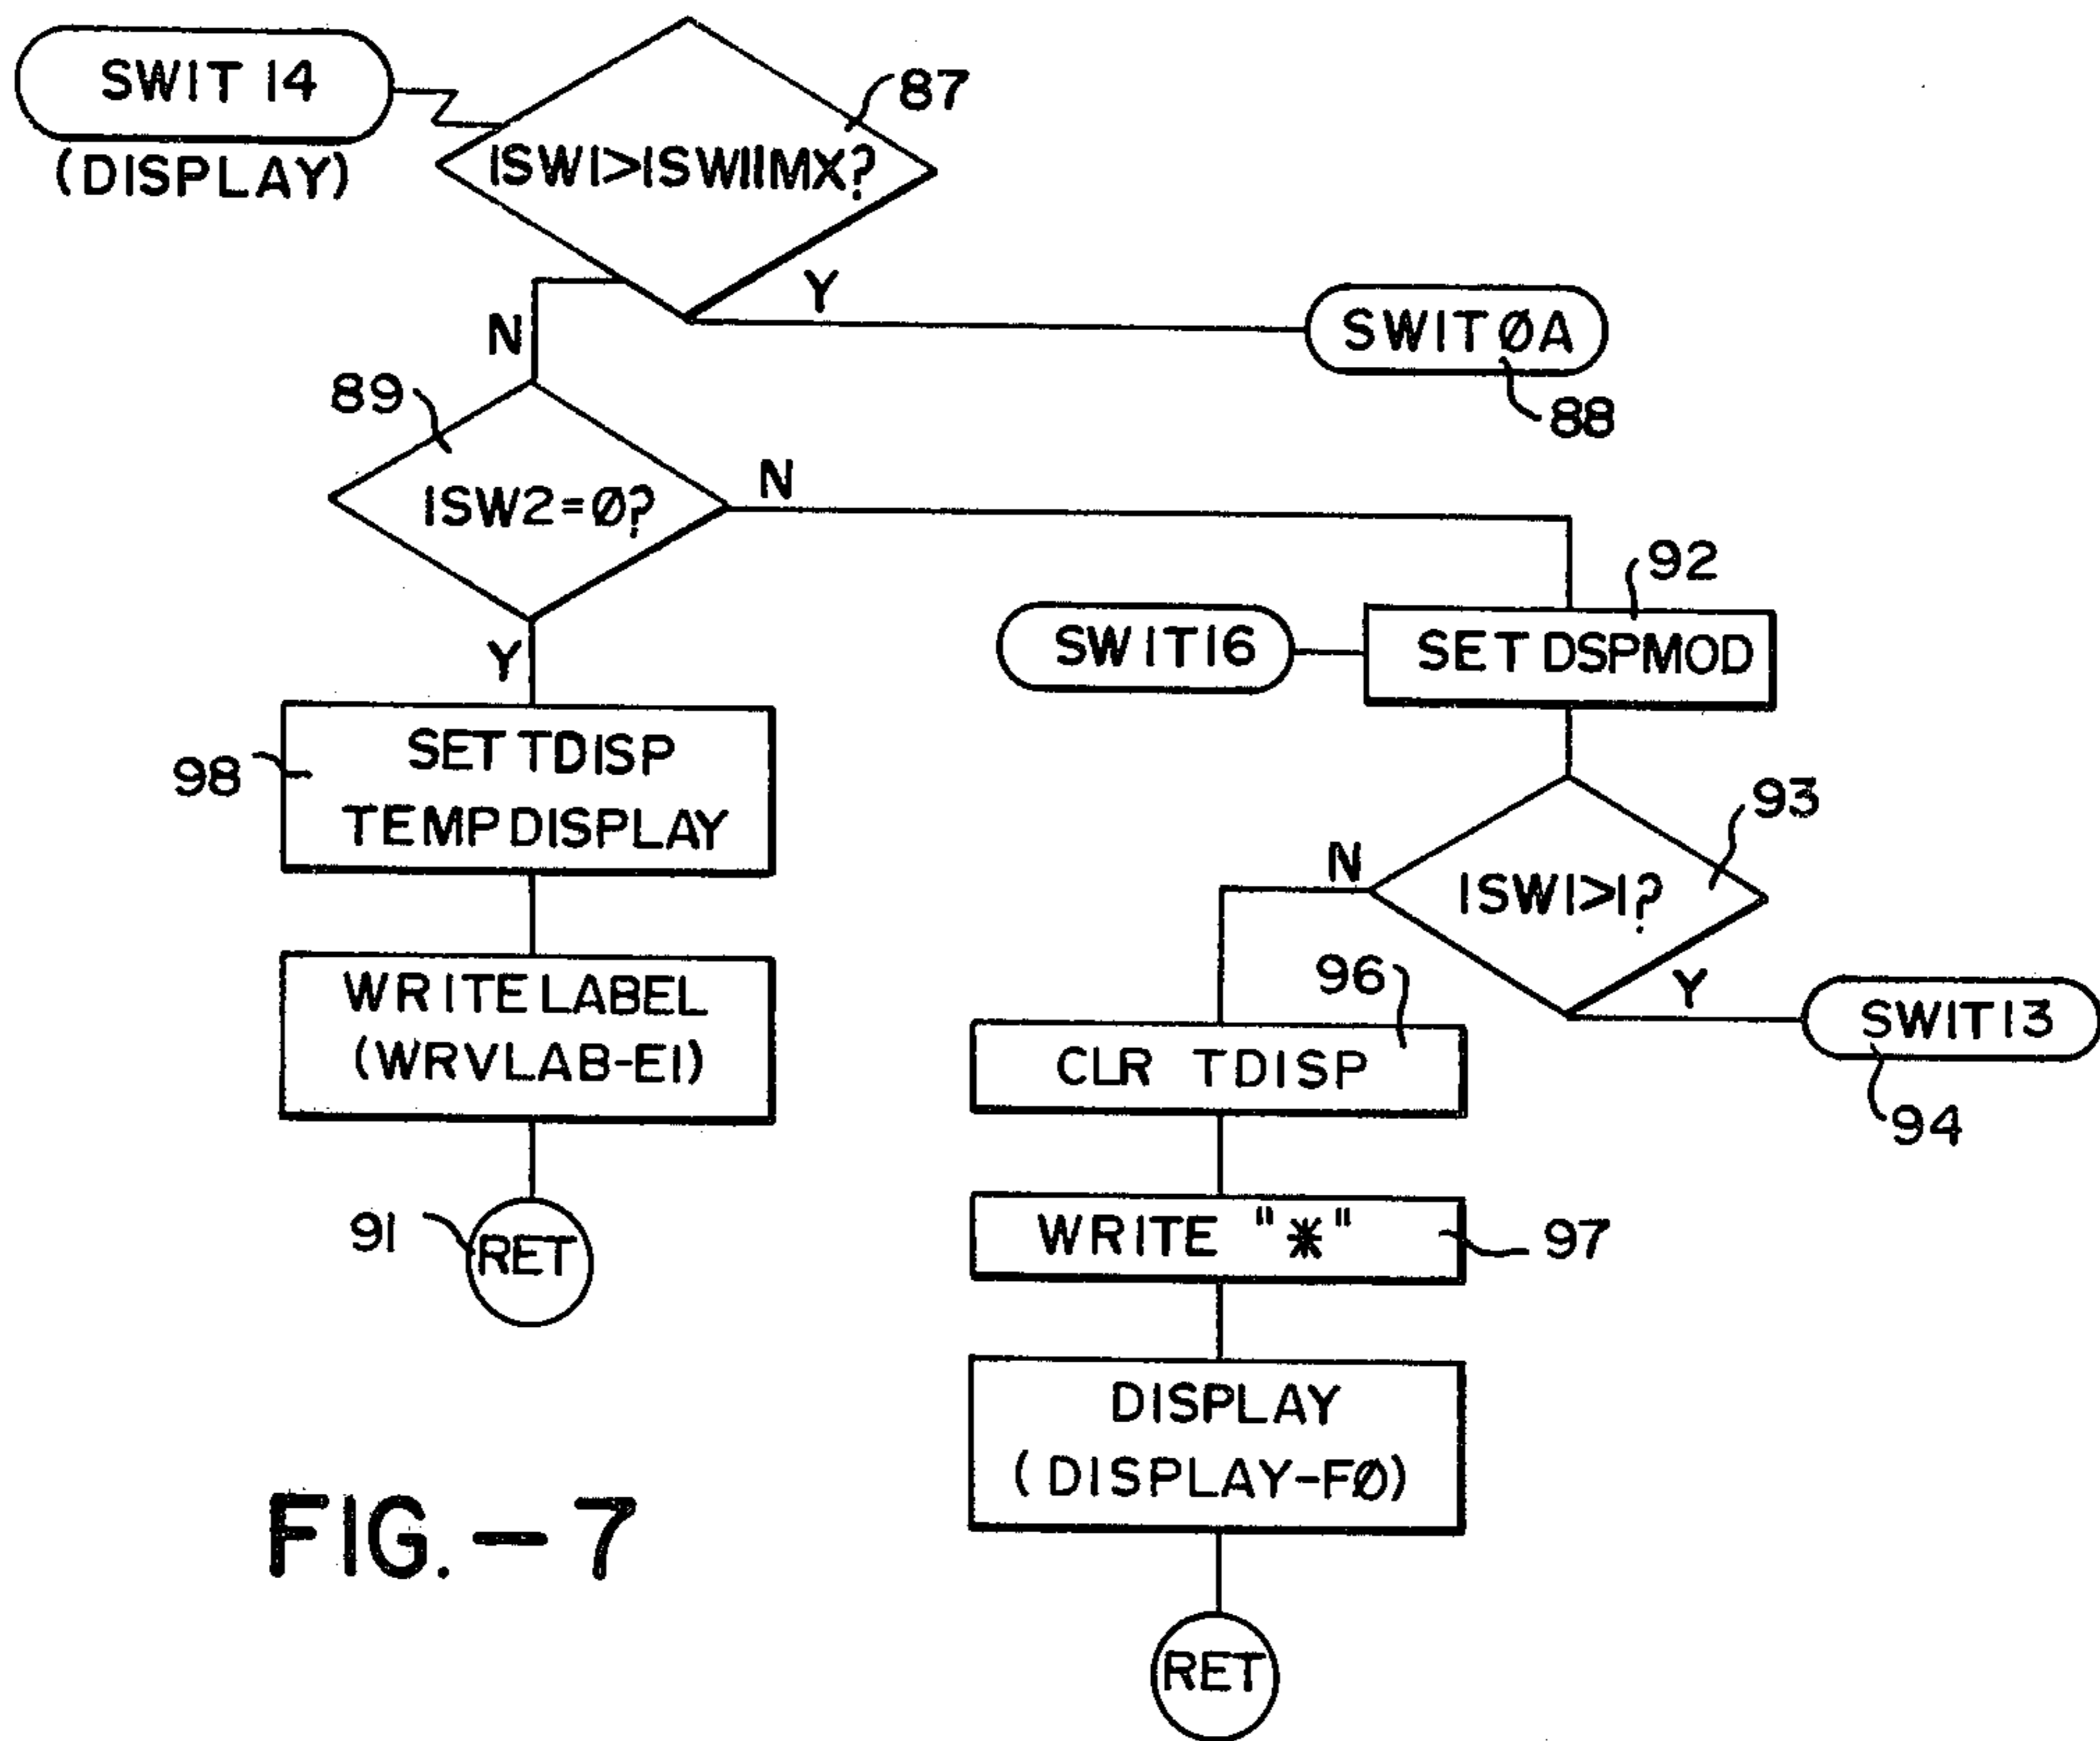 SWIT 14
(DISPLAY)
ISW1>ISW11MX?
87
Y
N
SWIT ØA
88
89
ISW2=Ø?
N
Y
92
SWIT16
SET DSPMOD
98
SET TDISP
TEMP DISPLAY
93
ISW1>1?
N
Y
SWIT13
94
WRITE LABEL
(WRVLAB-E1)
96
CLR TDISP
91
RET
WRITE "*"
97
DISPLAY
(DISPLAY-FØ)
RET
FIG.-7